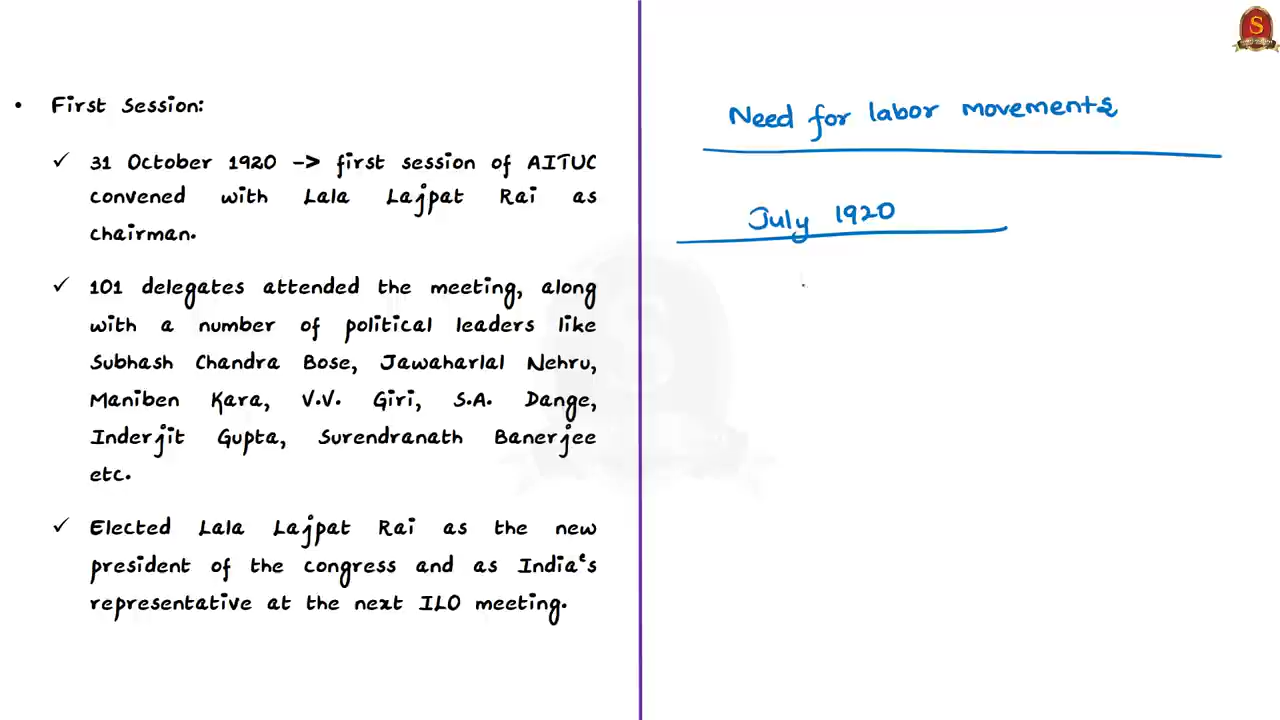 • First Session:
✓ 31 October 1920 -> first session of AITUC
convened with Lala Lajpat Rai as
chairman.
✓ 101 delegates attended the meeting, along
with a number of political leaders like
Subhash Chandra Bose, Jawaharlal Nehru,
Maniben Kara, V.V. Giri, S.A. Dange,
Inderjit Gupta, Surendranath Banerjee
etc.
✓ Elected Lala Lajpat Rai as the new
president of the congress and as India's
representative at the next ILO meeting.
Need for labor movements
July 1920
S